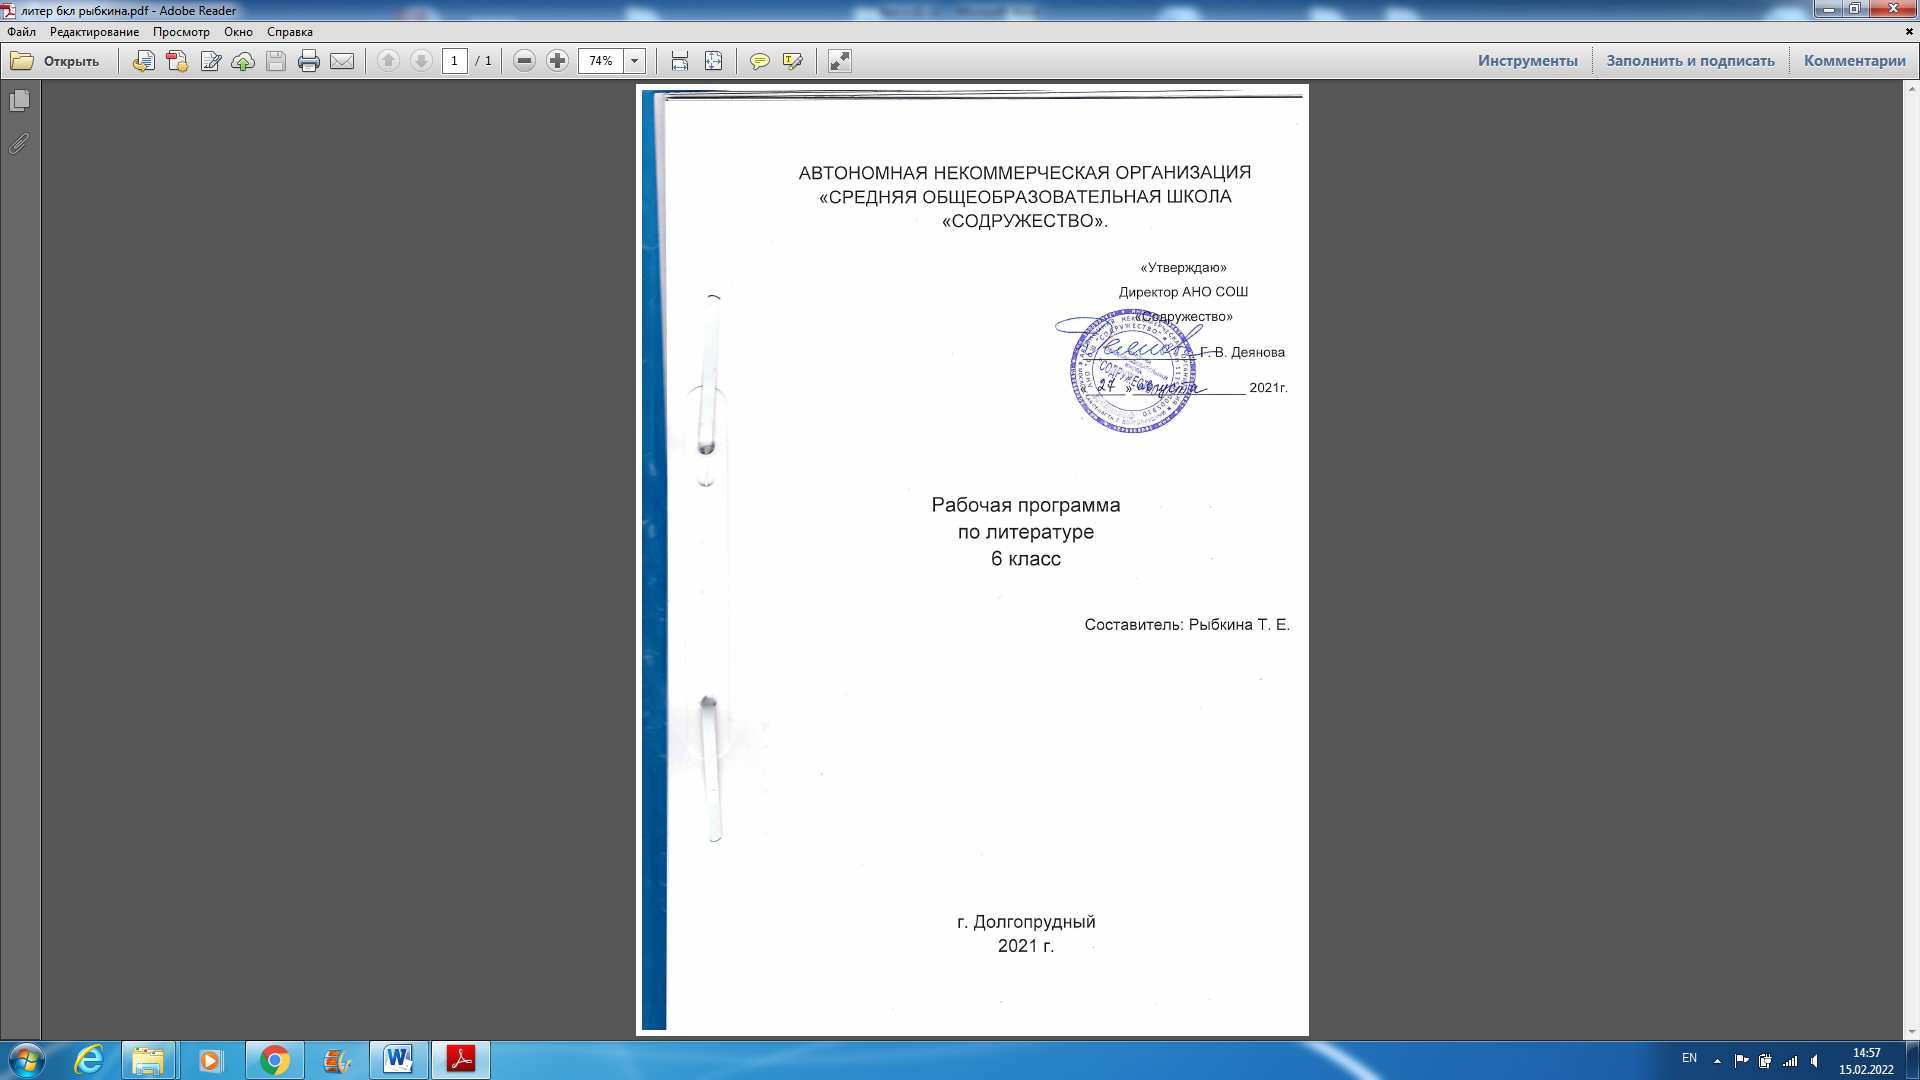 литер бкл рыбкина.pdf - Adobe Reader
Файл Редактирование Просмотр Окно Справка
Открыть 1 / 1 74% Инструменты Заполнить и подписать Комментарии
АВТОНОМНАЯ НЕКОММЕРЧЕСКАЯ ОРГАНИЗАЦИЯ
«СРЕДНЯЯ ОБЩЕОБРАЗОВАТЕЛЬНАЯ ШКОЛА
«СОДРУЖЕСТВО».
«Утверждаю»
Директор АНО СОШ
«Содружество»
Г. В. Деянова
«27» августа 2021г.
СОДРУЖЕСТВО
Рабочая программа
по литературе
6 класс
Составитель: Рыбкина Т. Е.
г. Долгопрудный
2021 г.
EN
14:57
15.02.2022